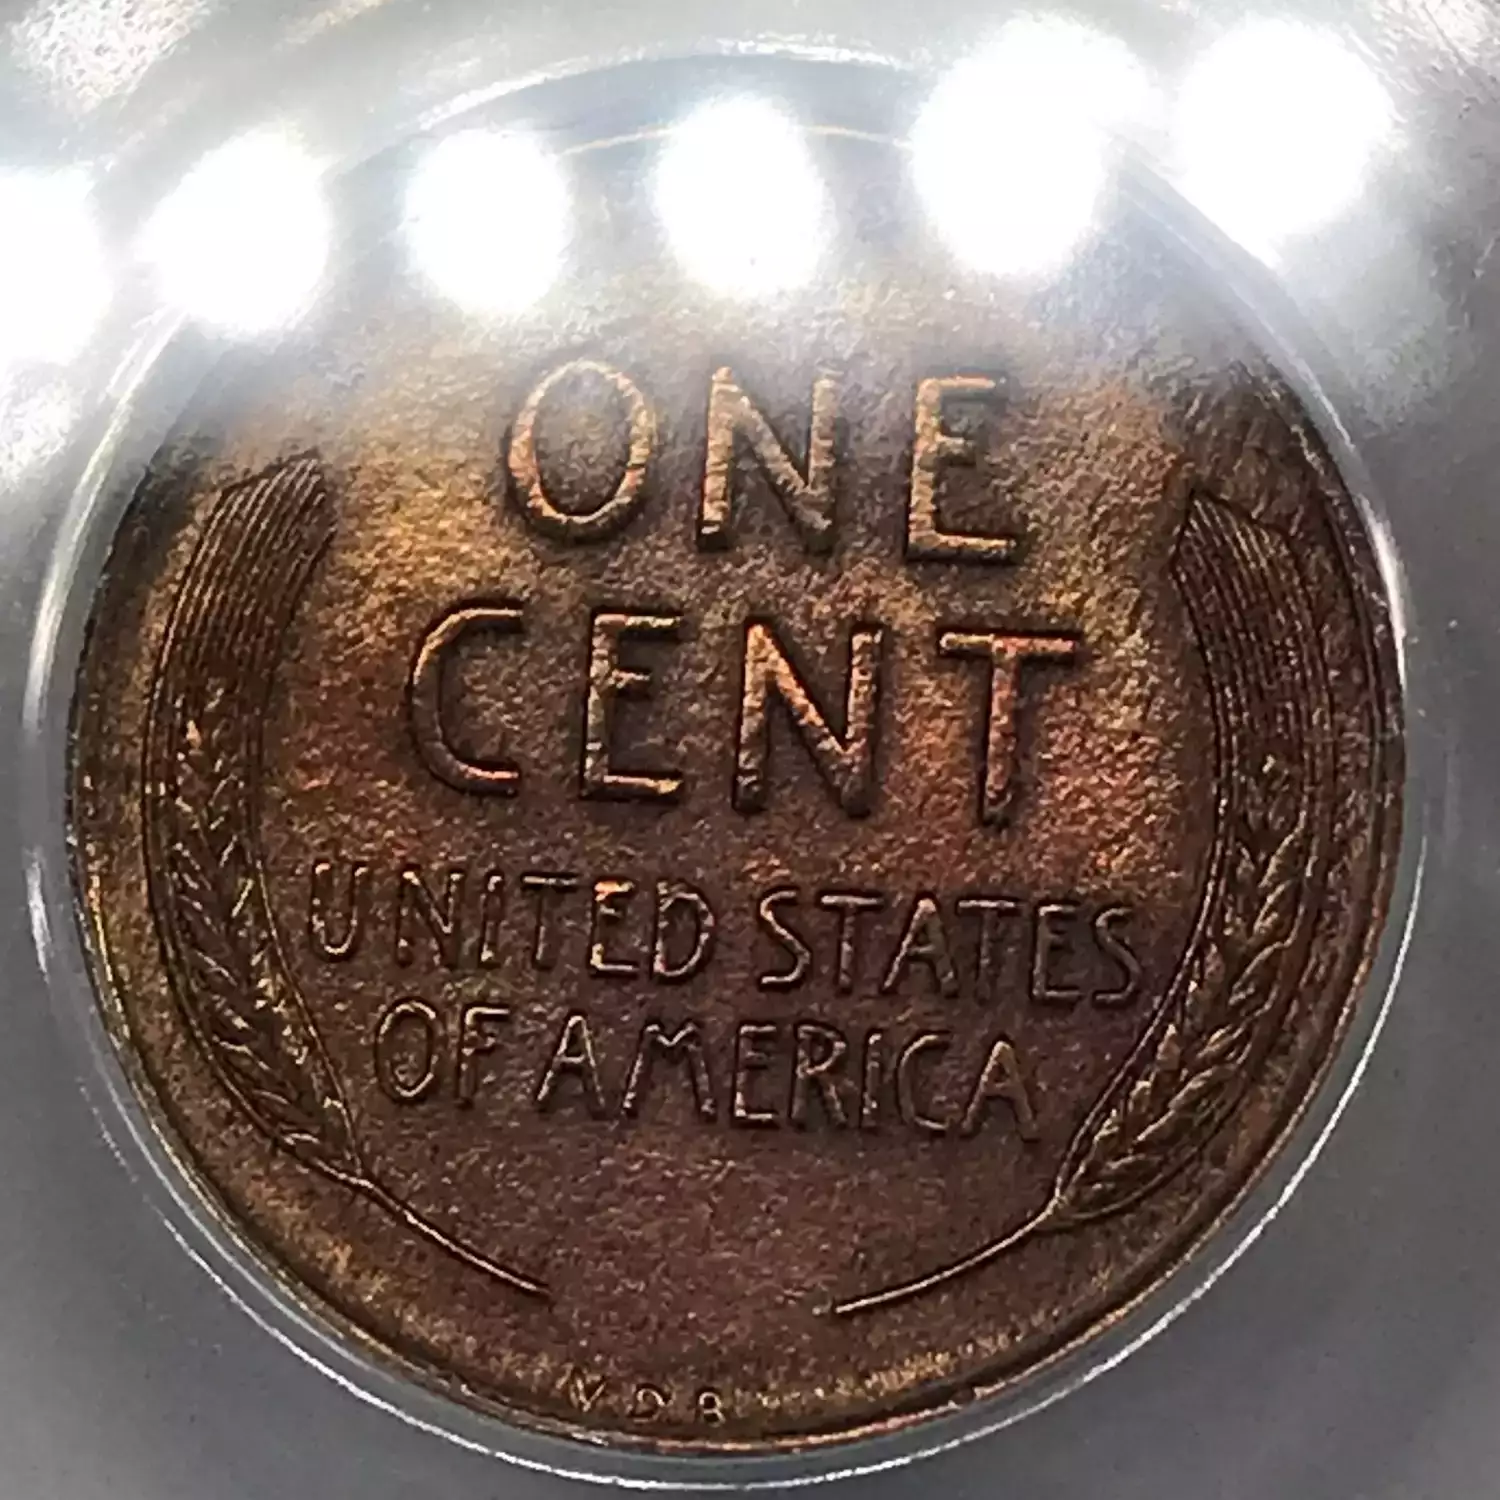 ONE
CENT
UNITED STATES
OF AMERICA
V D B